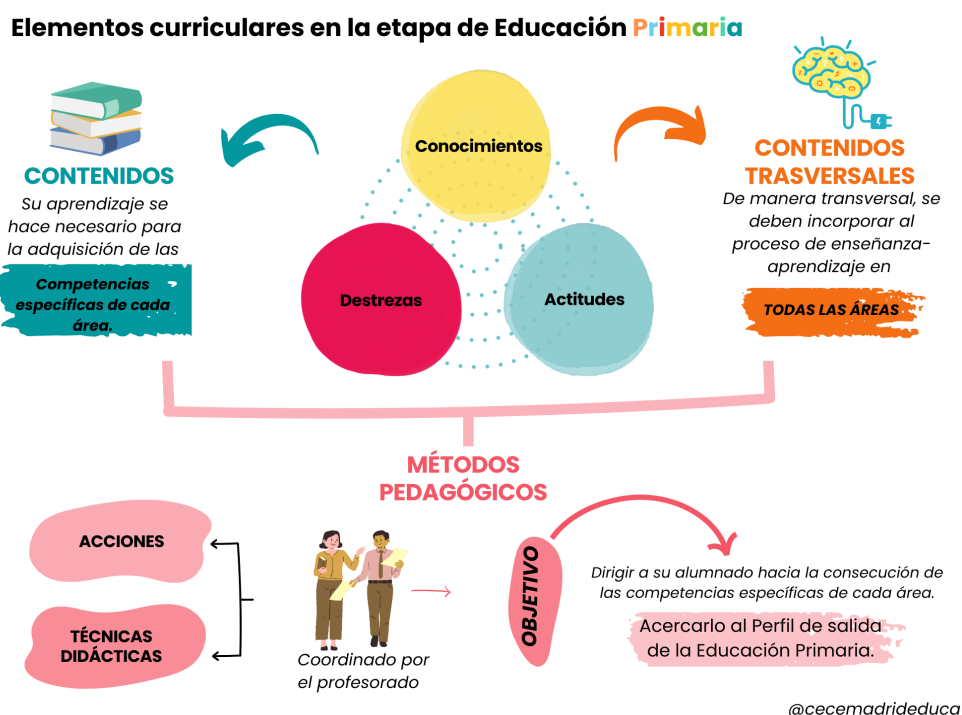 Elementos curriculares en la etapa de Educación Primaria
Conocimientos
Destrezas
Actitudes
CONTENIDOS
Su aprendizaje se
hace necesario para
la adquisición de las
Competencias
específicas de cada
área.
CONTENIDOS
TRASVERSALES
De manera transversal, se
deben incorporar al
proceso de enseñanza-
aprendizaje en
TODAS LAS ÁREAS
MÉTODOS
PEDAGÓGICOS
ACCIONES
TÉCNICAS
DIDÁCTICAS
Coordinado por
el profesorado
OBJETIVO
Dirigir a su alumnado hacia la consecución de
las competencias específicas de cada área.
Acercarlo al Perfil de salida
de la Educación Primaria.
@cecemadrideduca